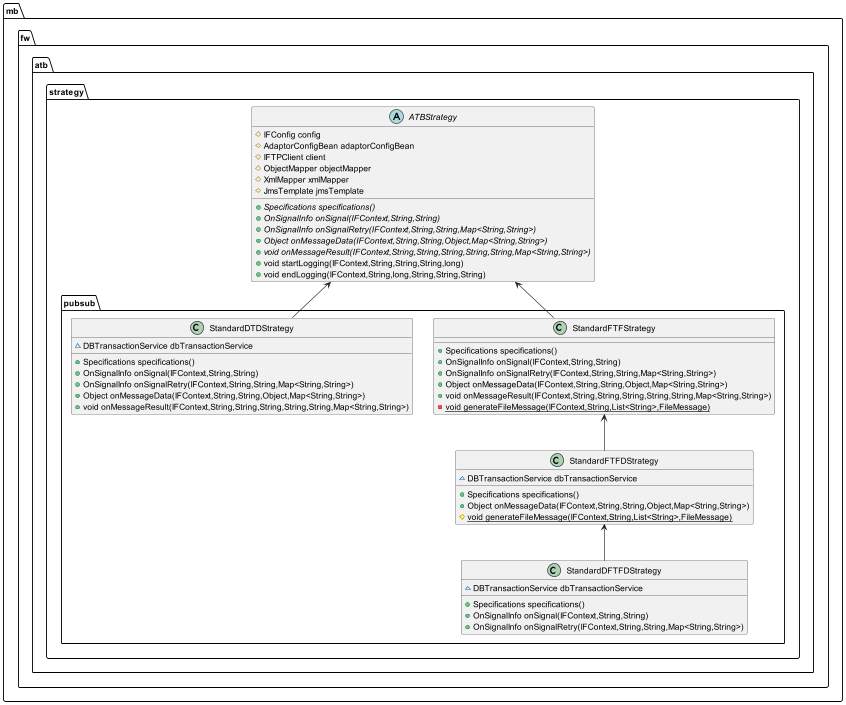 mb
fw
atb
strategy
A ATBStrategy
IFConfig config
AdaptorConfigBean adaptorConfigBean
IFTPClient client
ObjectMapper objectMapper
XmlMapper xmlMapper
JmsTemplate jmsTemplate
Specifications specifications()
OnSignalInfo onSignal(IFContext,String,String)
OnSignalInfo onSignalRetry(IFContext,String,String,Map<String,String>)
Object onMessageData(IFContext,String,String,Object,Map<String,String>)
void onMessageResult(IFContext,String,String,String,String,String,Map<String,String>)
void startLogging(IFContext,String,String,String,long)
void endLogging(IFContext,String,long,String,String,String)
pubsub
C StandardDTDStrategy
DBTransactionService dbTransactionService
Specifications specifications()
OnSignalInfo onSignal(IFContext,String,String)
OnSignalInfo onSignalRetry(IFContext,String,String,Map<String,String>)
Object onMessageData(IFContext,String,String,Object,Map<String,String>)
void onMessageResult(IFContext,String,String,String,String,String,Map<String,String>)
C StandardFTFStrategy
Specifications specifications()
OnSignalInfo onSignal(IFContext,String,String)
OnSignalInfo onSignalRetry(IFContext,String,String,Map<String,String>)
Object onMessageData(IFContext,String,String,Object,Map<String,String>)
void onMessageResult(IFContext,String,String,String,String,String,Map<String,String>)
void generateFileMessage(IFContext,String,List<String>,FileMessage)
C StandardFTFDStrategy
DBTransactionService dbTransactionService
Specifications specifications()
Object onMessageData(IFContext,String,String,Object,Map<String,String>)
void generateFileMessage(IFContext,String,List<String>,FileMessage)
C StandardDFTFDStrategy
DBTransactionService dbTransactionService
Specifications specifications()
OnSignalInfo onSignal(IFContext,String,String)
OnSignalInfo onSignalRetry(IFContext,String,String,Map<String,String>)